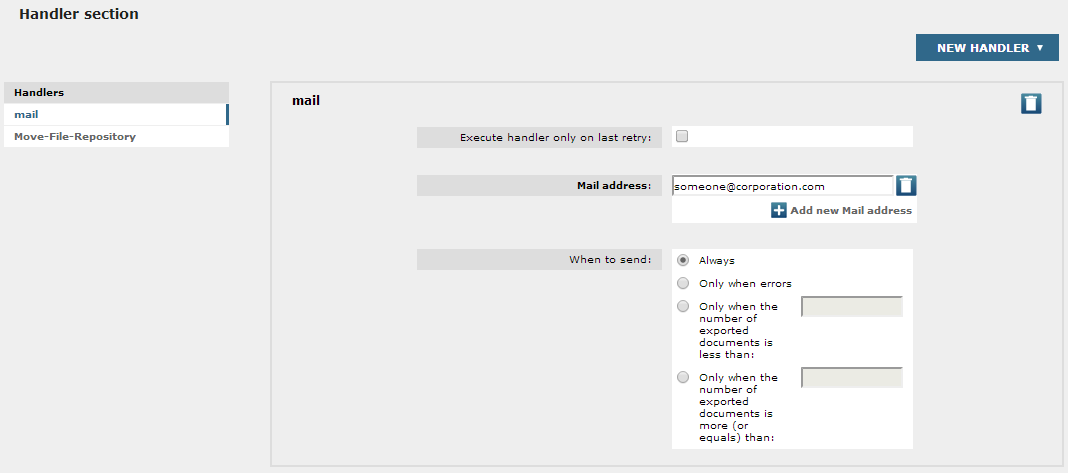 Handler section
NEW HANDLER ▼
Handlers
mail
Move-File-Repository
mail
Execute handler only on last retry:
Mail address:
someone@corporation.com
Add new Mail address
When to send:
Always
Only when errors
Only when the
number of
exported
documents is
less than:
Only when the
number of
exported
documents is
more (or
equals) than: